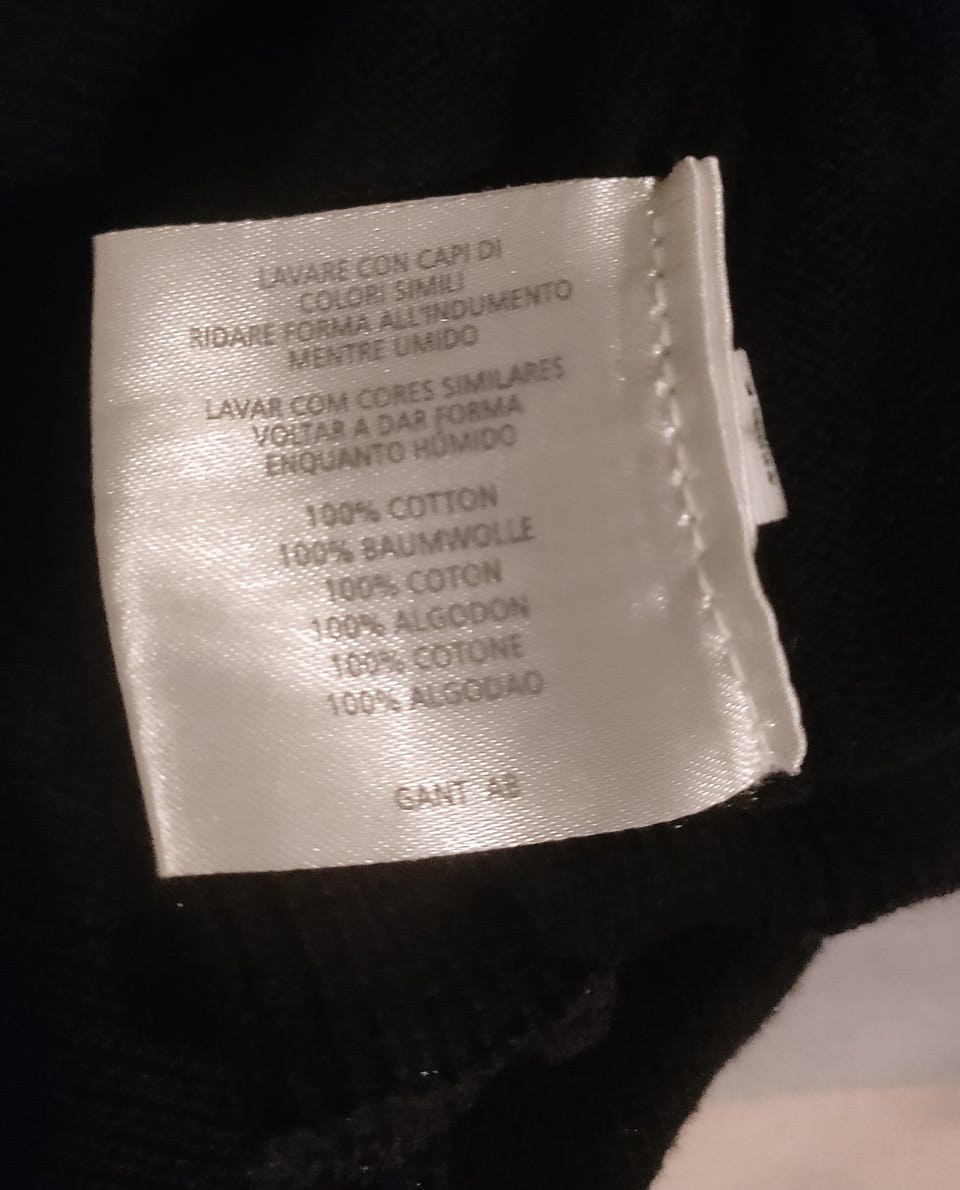 LAVARE CON CAPI DI
COLORI SIMILI
RIDARE FORMA ALL'INDUMENTO
MENTRE UMIDO
LAVAR COM CORES SIMILARES
VOLTAR A DAR FORMA
ENQUANTO HÚMIDO
100% COTTON
100% BAUMWOLLE
100% COTON
100% ALGODON
100% COTONE
100% ALGODAO
GANT AB